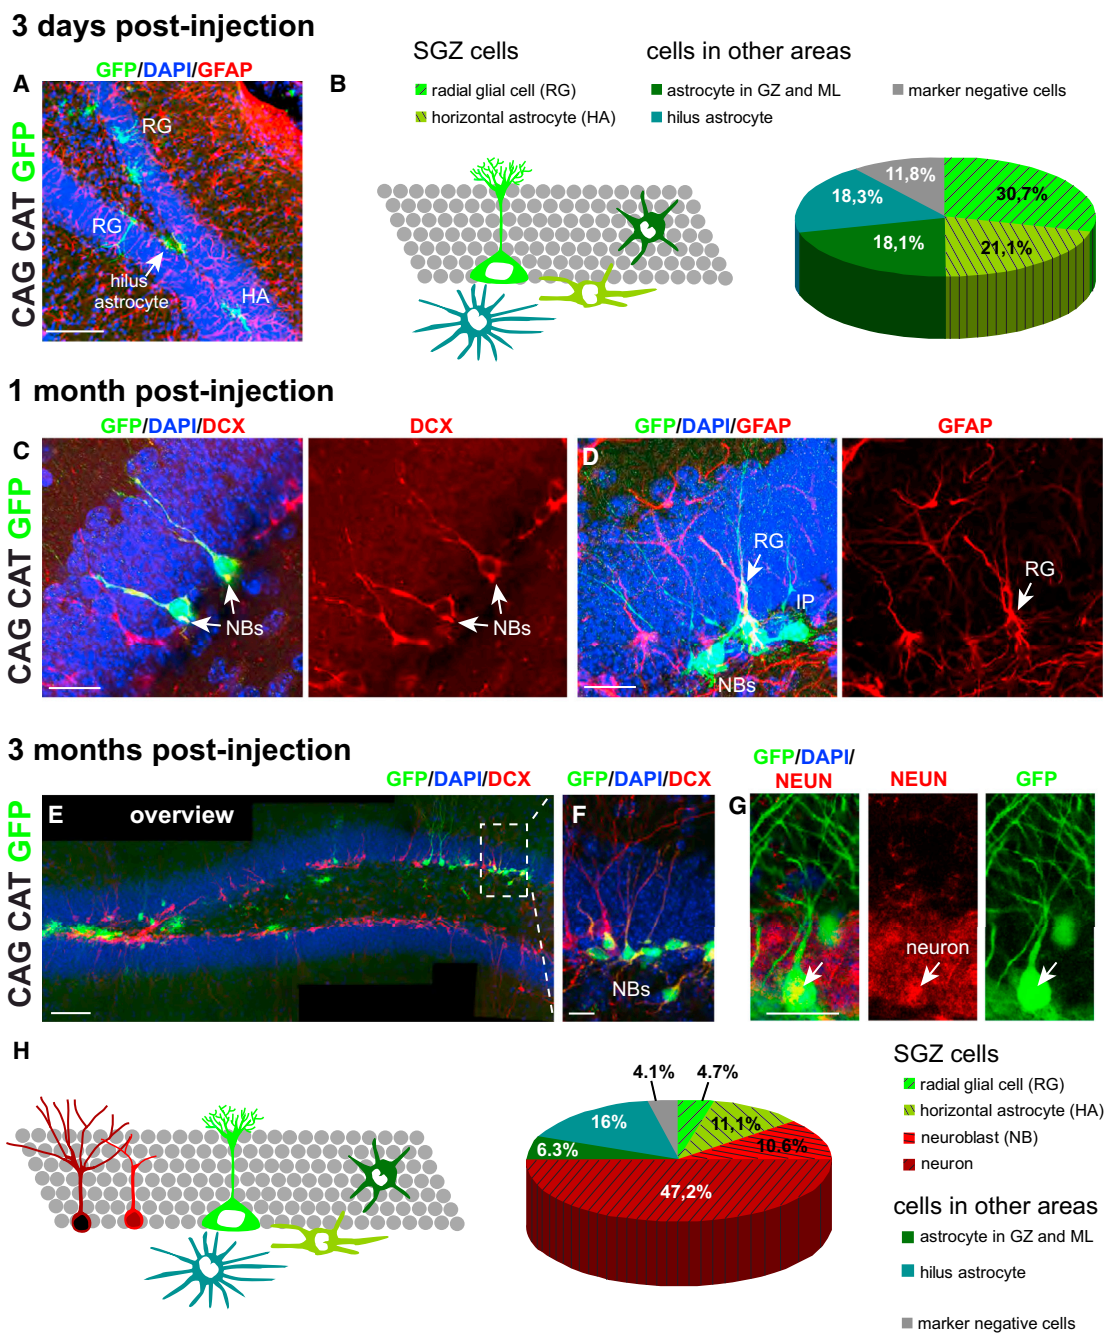 3 days post-injection
A
GFP/DAPI/GFAP
CAG CAT GFP
RG
RG
hilus
astrocyte
HA
B
SGZ cells
radial glial cell (RG)
horizontal astrocyte (HA)
cells in other areas
astrocyte in GZ and ML
hilus astrocyte
marker negative cells
11,8%
30,7%
18,3%
18,1%
21,1%
1 month post-injection
C
GFP/DAPI/DCX
DCX
CAG CAT GFP
NBs
NBs
D
GFP/DAPI/GFAP
GFAP
RG
IP
NBs
RG
3 months post-injection
GFP/DAPI/DCX
CAG CAT GFP
E
overview
GFP/DAPI/DCX
F
NBs
G
GFP/DAPI/
NEUN
NEUN
GFP
neuron
H
4.1%
4.7%
16%
11,1%
6.3%
10.6%
47,2%
SGZ cells
radial glial cell (RG)
horizontal astrocyte (HA)
neuroblast (NB)
neuron
cells in other areas
astrocyte in GZ and ML
hilus astrocyte
marker negative cells